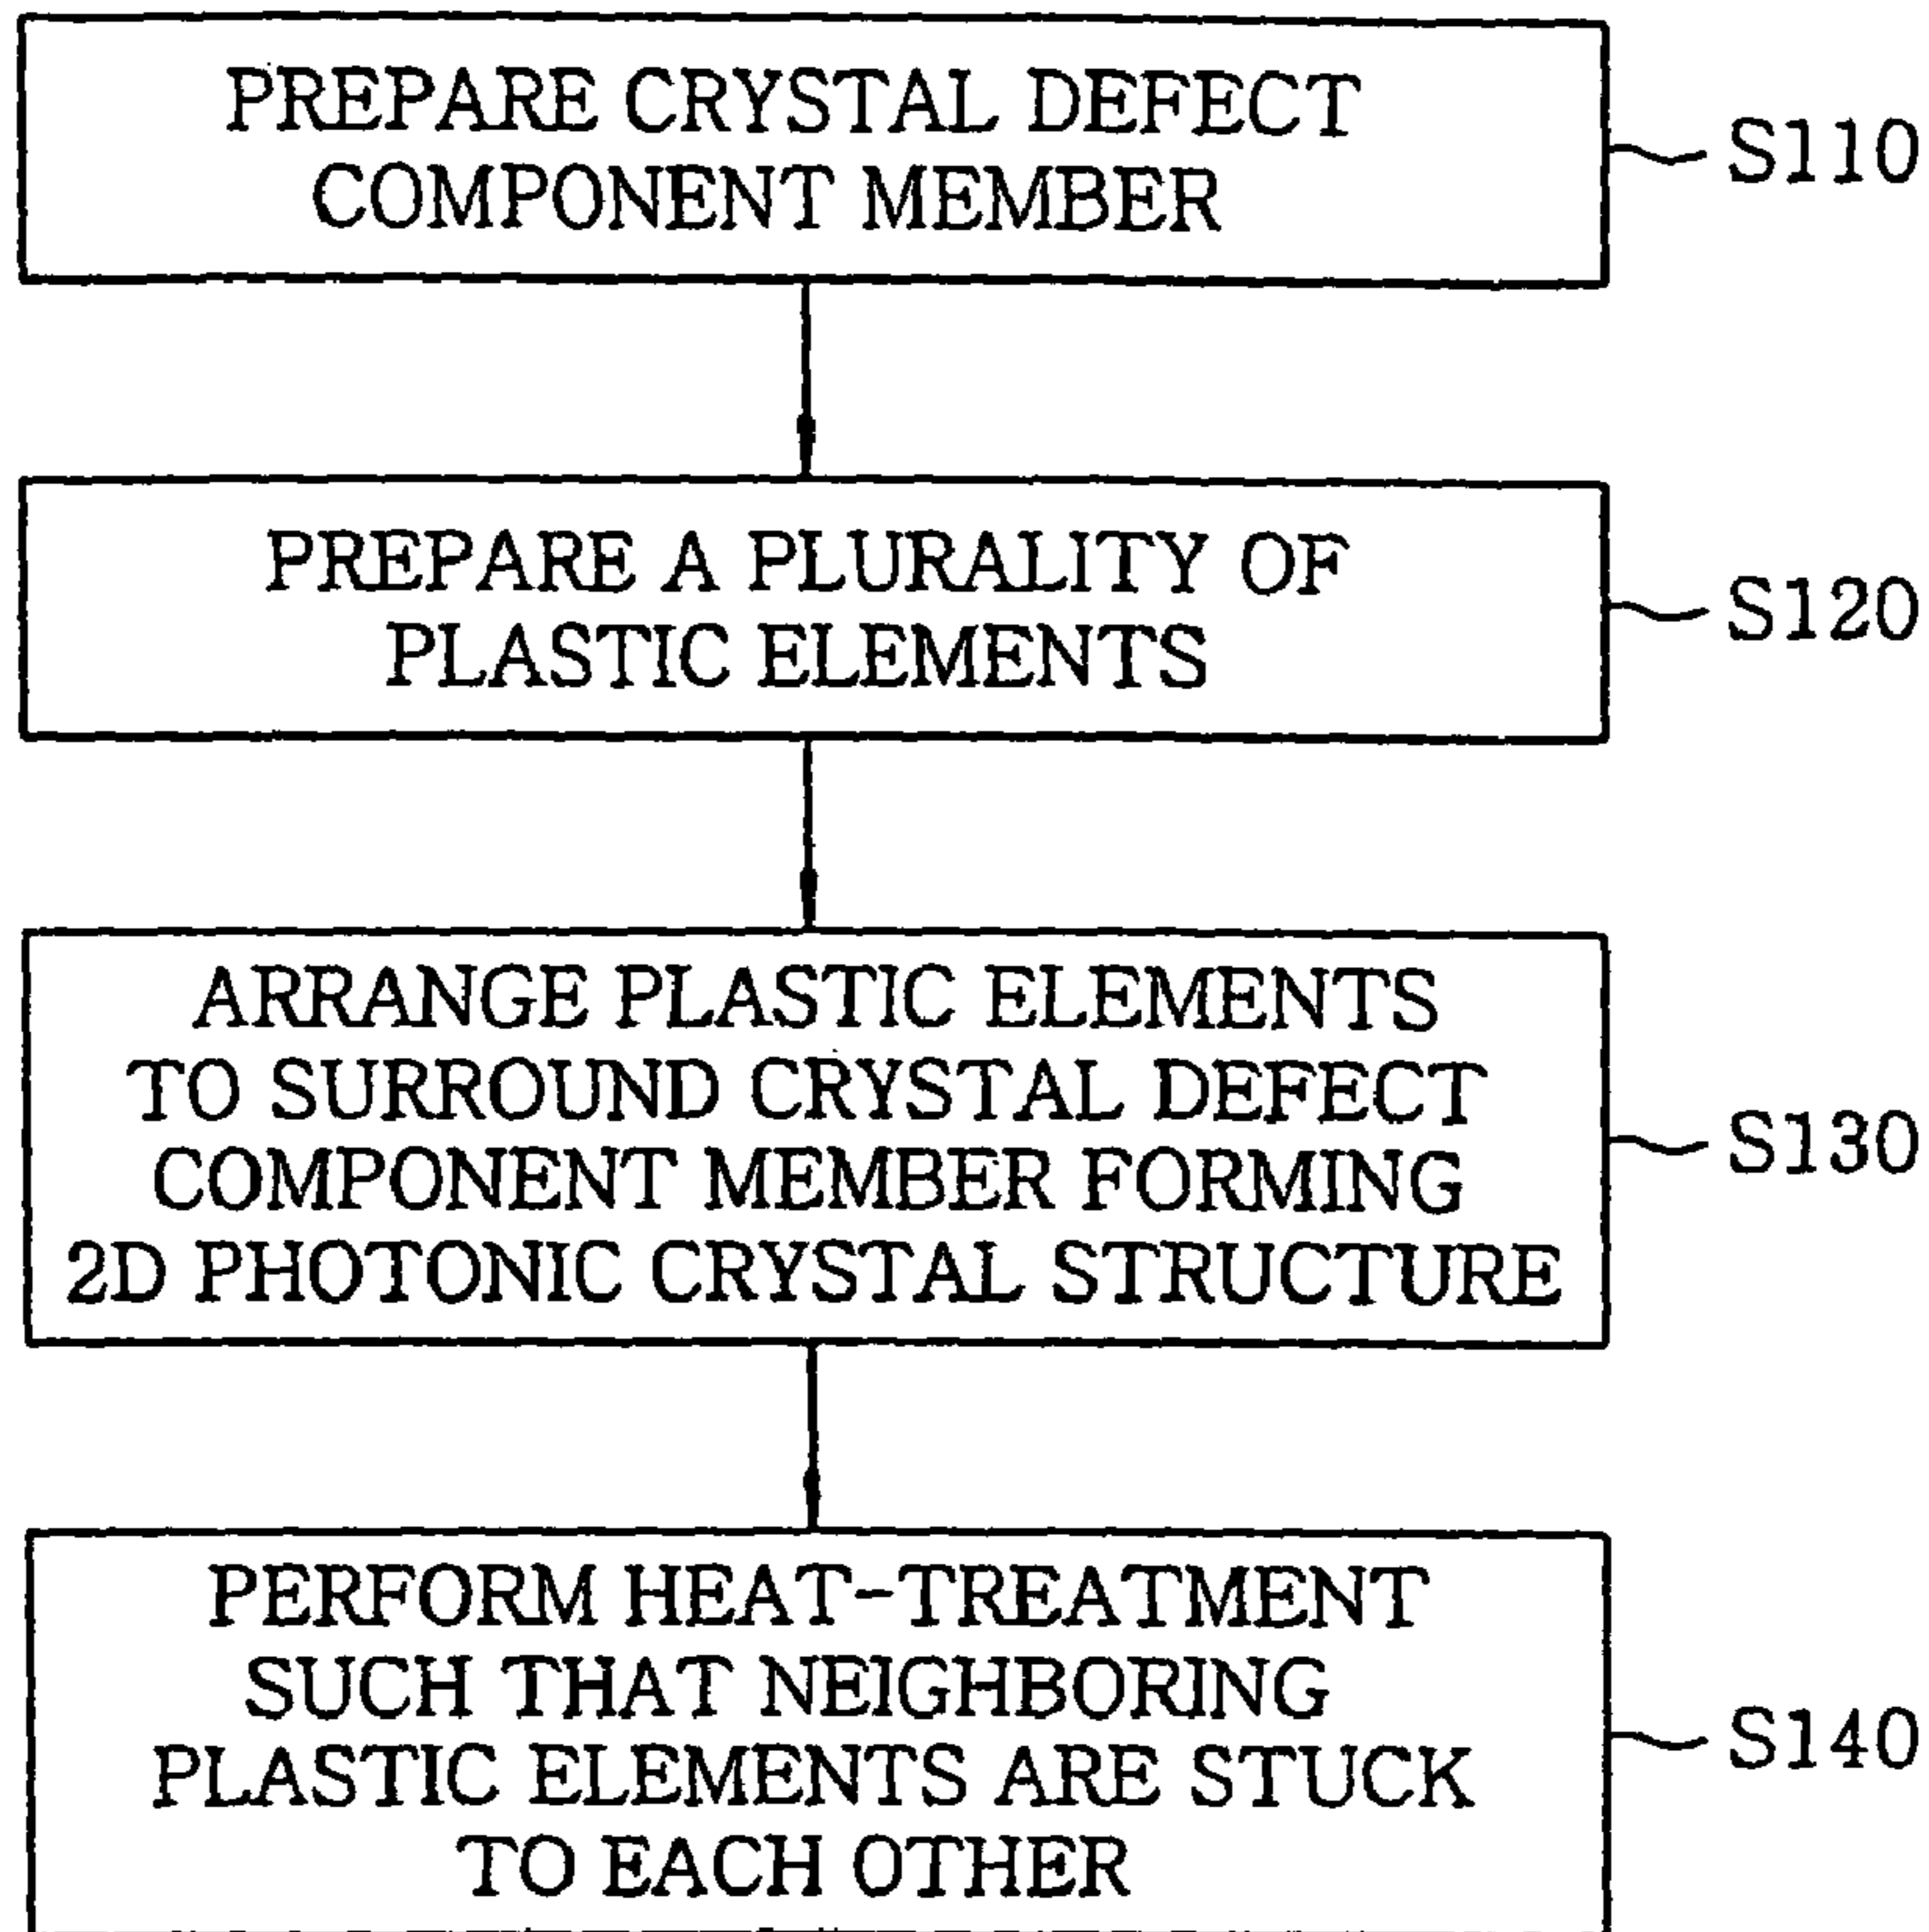 PREPARE CRYSTAL DEFECT
COMPONENT MEMBER
S110
PREPARE A PLURALITY OF
PLASTIC ELEMENTS
S120
ARRANGE PLASTIC ELEMENTS
TO SURROUND CRYSTAL DEFECT
COMPONENT MEMBER FORMING
2D PHOTONIC CRYSTAL STRUCTURE
S130
PERFORM HEAT-TREATMENT
SUCH THAT NEIGHBORING
PLASTIC ELEMENTS ARE STUCK
TO EACH OTHER
S140